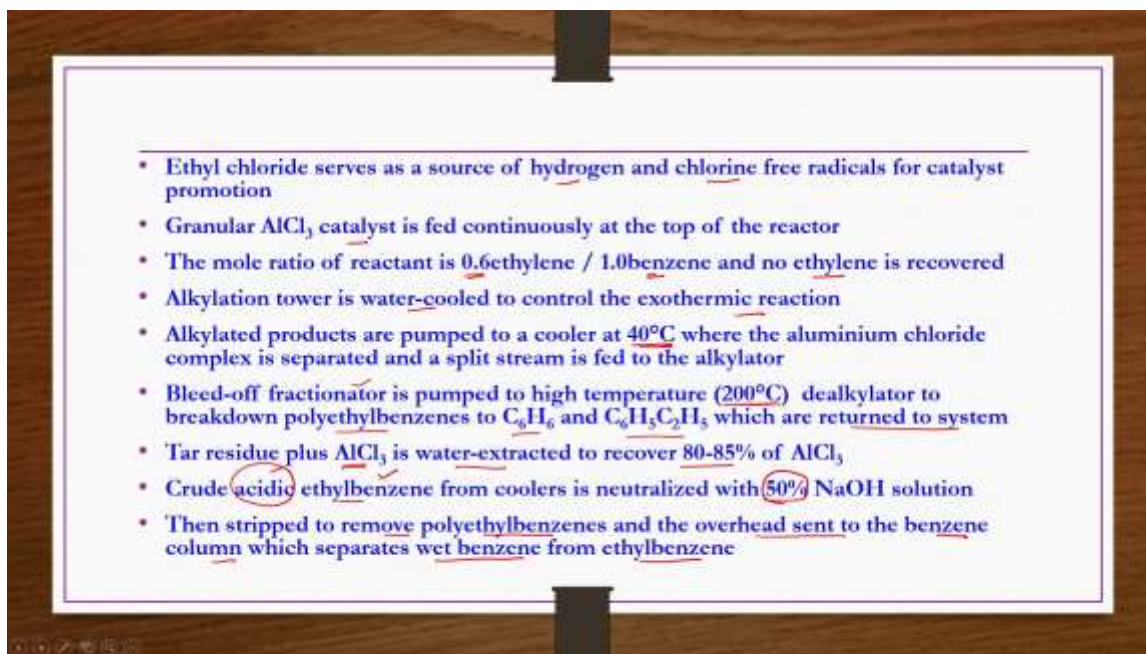 • Ethyl chloride serves as a source of hydrogen and chlorine free radicals for catalyst
promotion
• Granular AlCl₃ catalyst is fed continuously at the top of the reactor
• The mole ratio of reactant is 0.6ethylene / 1.0benzene and no ethylene is recovered
• Alkylation tower is water-cooled to control the exothermic reaction
• Alkylated products are pumped to a cooler at 40°C where the aluminium chloride
complex is separated and a split stream is fed to the alkylator
• Bleed-off fractionator is pumped to high temperature (200°C) dealkylator to
breakdown polyethylbenzenes to C₆H₆ and C₆H₅C₂H₅ which are returned to system
• Tar residue plus AlCl₃ is water-extracted to recover 80-85% of AlCl₃
• Crude acidic ethylbenzene from coolers is neutralized with 50% NaOH solution
• Then stripped to remove polyethylbenzenes and the overhead sent to the benzene
column which separates wet benzene from ethylbenzene